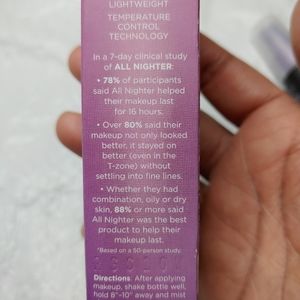 LIGHTWEIGHT
TEMPERATURE
CONTROL
TECHNOLOGY
In a 7-day clinical study
of ALL NIGHTER:
• 78% of participants
said All Nighter helped
their makeup last
for 16 hours.
• Over 80% said their
makeup not only looked
better, it stayed on
better (even in the
T-zone) without
settling into fine lines.
• Whether they had
combination, oily or dry
skin, 88% or more said
All Nighter was the best
product to help their
makeup last.
*Based on a 50-person study.
Directions: After applying
makeup, shake bottle well,
hold 8"-10" away and mist